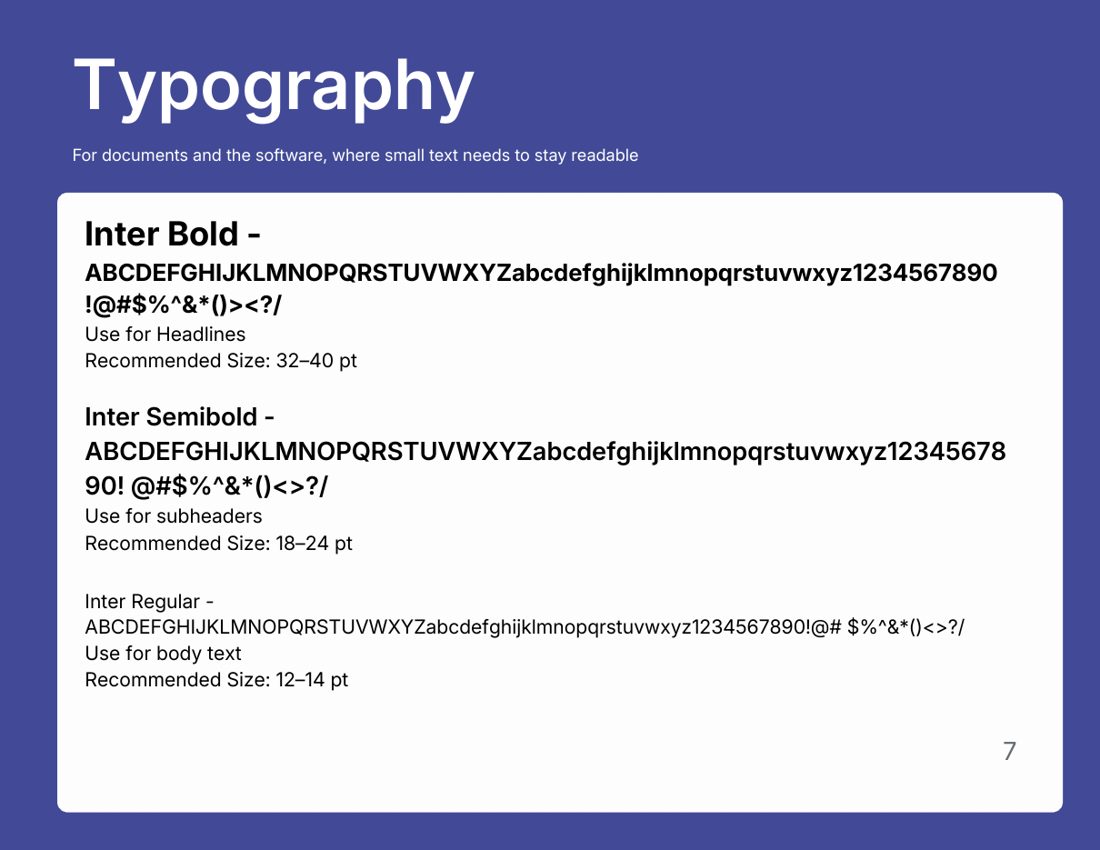 Typography
For documents and the software, where small text needs to stay readable
Inter Bold -
ABCDEFGHIJKLMNOPQRSTUVWXYZabcdefghijklmnopqrstuvwxyz1234567890
!@#$%^&*()><?/
Use for Headlines
Recommended Size: 32–40 pt
Inter Semibold -
ABCDEFGHIJKLMNOPQRSTUVWXYZabcdefghijklmnopqrstuvwxyz12345678
90! @#$%^&*()<>?/
Use for subheaders
Recommended Size: 18–24 pt
Inter Regular -
ABCDEFGHIJKLMNOPQRSTUVWXYZabcdefghijklmnopqrstuvwxyz1234567890!@# $%^&*()<>?/
Use for body text
Recommended Size: 12–14 pt
7